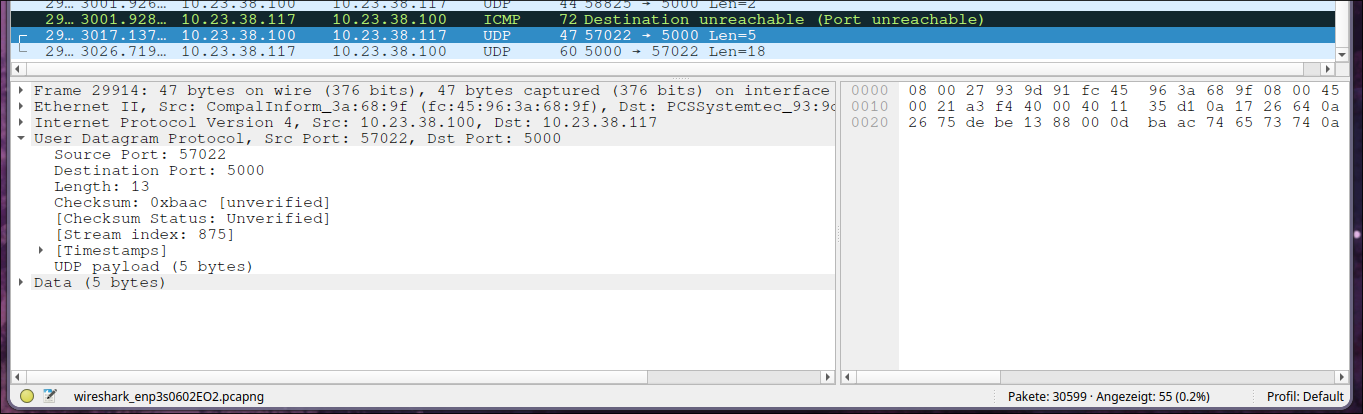 29… 3001.926… 10.23.38.100 10.23.38.117 UDP 44 58825 → 5000 Len=2
29… 3001.928… 10.23.38.117 10.23.38.100 ICMP 72 Destination unreachable (Port unreachable)
29… 3017.137… 10.23.38.100 10.23.38.117 UDP 47 57022 → 5000 Len=5
29… 3026.719… 10.23.38.117 10.23.38.100 UDP 60 5000 → 57022 Len=18
Frame 29914: 47 bytes on wire (376 bits), 47 bytes captured (376 bits) on interface
Ethernet II, Src: CompalInform_3a:68:9f (fc:45:96:3a:68:9f), Dst: PCSSystemtec_93:9d
Internet Protocol Version 4, Src: 10.23.38.100, Dst: 10.23.38.117
User Datagram Protocol, Src Port: 57022, Dst Port: 5000
Source Port: 57022
Destination Port: 5000
Length: 13
Checksum: 0xbaac [unverified]
[Checksum Status: Unverified]
[Stream index: 875]
[Timestamps]
UDP payload (5 bytes)
Data (5 bytes)
0000 08 00 27 93 9d 91 fc 45 96 3a 68 9f 08 00 45
0010 00 21 a3 f4 40 00 40 11 35 d1 0a 17 26 64 0a
0020 26 75 de be 13 88 00 0d ba ac 74 65 73 74 0a
wireshark_enp3s0602EO2.pcapng Pakete: 30599 · Angezeigt: 55 (0.2%) Profil: Default